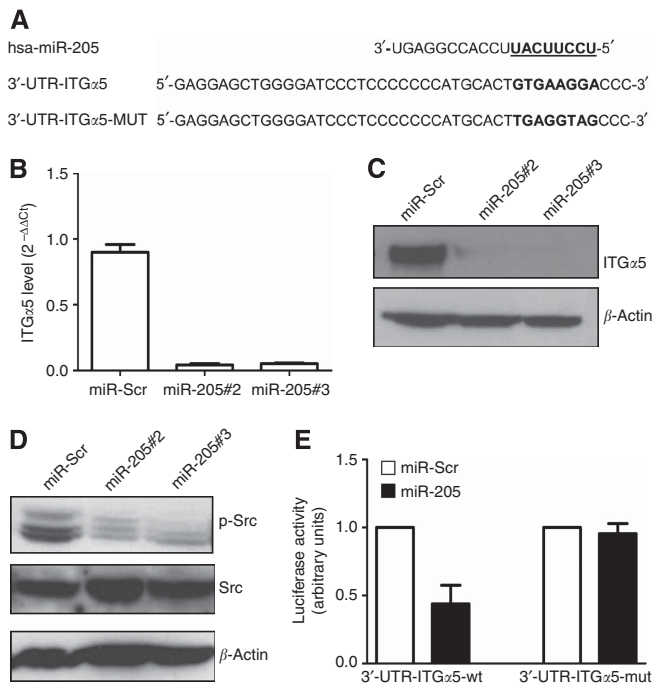 A
hsa-miR-205 3′-UGAGGCCACCUUACUUCCU-5′
3′-UTR-ITGα5 5′-GAGGAGCTGGGGATCCCTCCCCCCCATGCACTGTGAAGGACCC-3′
3′-UTR-ITGα5-MUT 5′-GAGGAGCTGGGGATCCCTCCCCCCCATGCACTTGAGGTAGCCC-3′
B
ITGα5 level (2⁻ΔΔCt)
1.5
1.0
0.5
0.0
miR-Scr miR-205#2 miR-205#3
C
miR-Scr miR-205#2 miR-205#3
ITGα5
β-Actin
D
miR-Scr miR-205#2 miR-205#3
p-Src
Src
β-Actin
E
Luciferase activity
(arbitrary units)
1.5
1.0
0.5
0.0
miR-Scr
miR-205
3′-UTR-ITGα5-wt 3′-UTR-ITGα5-mut